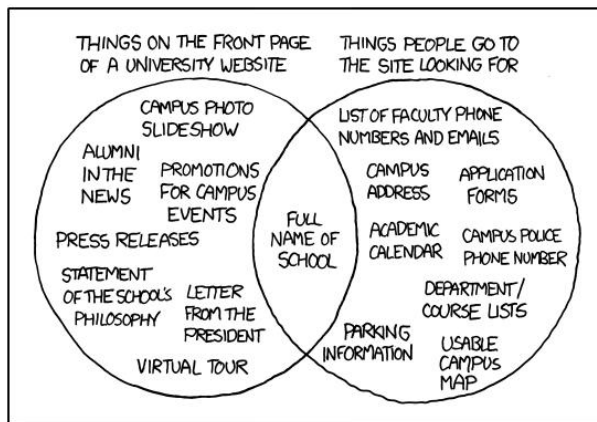 THINGS ON THE FRONT PAGE
OF A UNIVERSITY WEBSITE
THINGS PEOPLE GO TO
THE SITE LOOKING FOR
CAMPUS PHOTO
SLIDESHOW
ALUMNI
IN THE
NEWS
PROMOTIONS
FOR CAMPUS
EVENTS
PRESS RELEASES
STATEMENT
OF THE SCHOOL'S
PHILOSOPHY
LETTER
FROM THE
PRESIDENT
VIRTUAL TOUR
FULL
NAME OF
SCHOOL
LIST OF FACULTY PHONE
NUMBERS AND EMAILS
CAMPUS
ADDRESS
APPLICATION
FORMS
ACADEMIC
CALENDAR
CAMPUS POLICE
PHONE NUMBER
DEPARTMENT/
COURSE LISTS
PARKING
INFORMATION
USABLE
CAMPUS
MAP